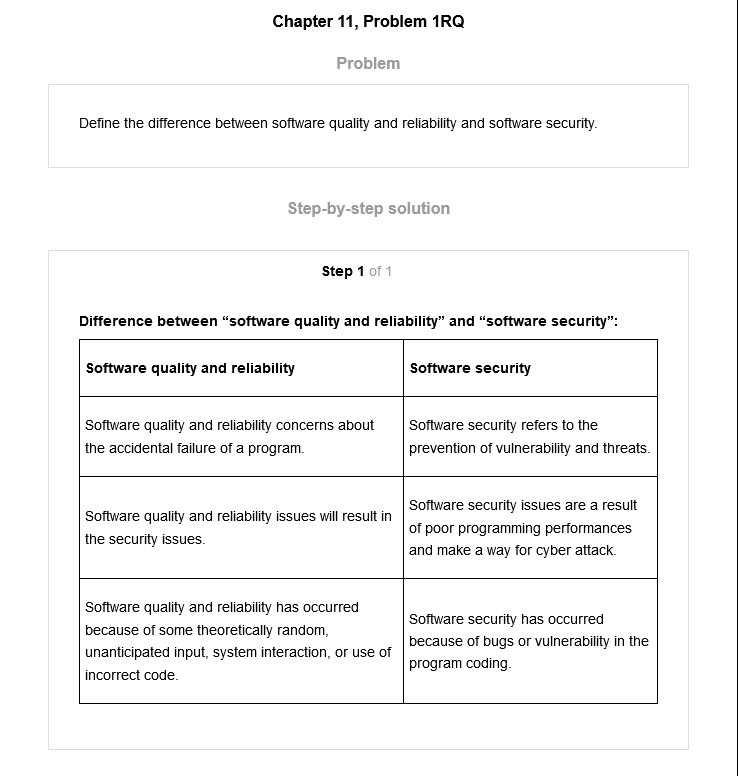 Chapter 11, Problem 1RQ
Problem
Define the difference between software quality and reliability and software security.
Step-by-step solution
Step 1 of 1
Difference between “software quality and reliability” and “software security”:
Software quality and reliability
Software security
Software quality and reliability concerns about
the accidental failure of a program.
Software security refers to the
prevention of vulnerability and threats.
Software quality and reliability issues will result in
the security issues.
Software security issues are a result
of poor programming performances
and make a way for cyber attack.
Software quality and reliability has occurred
because of some theoretically random,
unanticipated input, system interaction, or use of
incorrect code.
Software security has occurred
because of bugs or vulnerability in the
program coding.